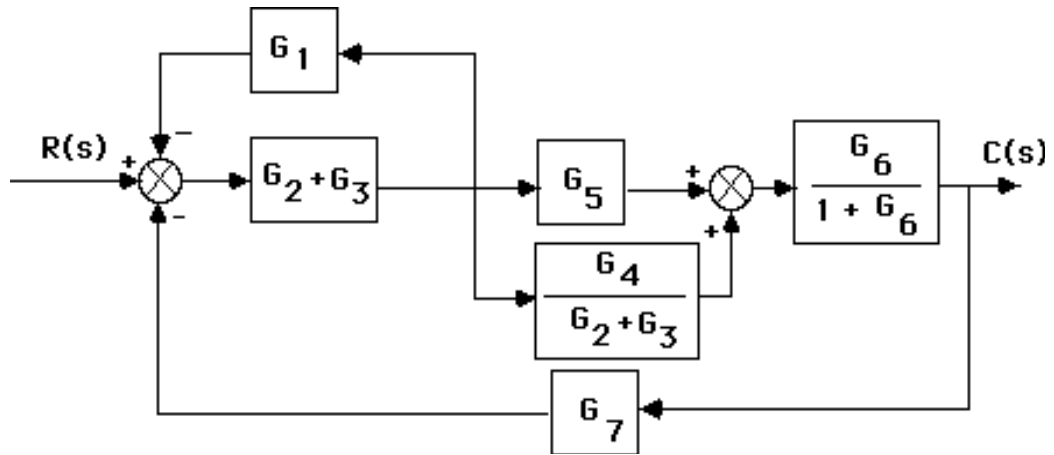 G1
R(s)
+
−
−
G2 + G3
G5
+
+
G6
1 + G6
C(s)
G4
G2 + G3
G7